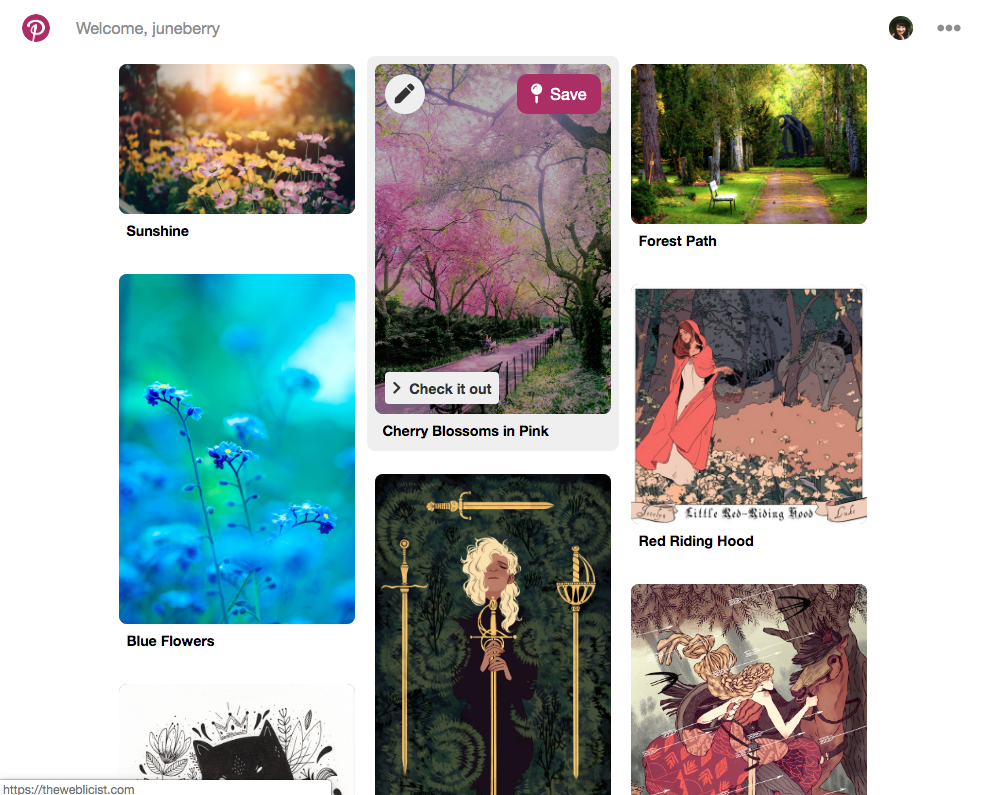 Welcome, juneberry
Save
Check it out
Sunshine
Cherry Blossoms in Pink
Forest Path
Jocelyn Little Red-Riding Hood
Red Riding Hood
Blue Flowers
https://theweblicist.com